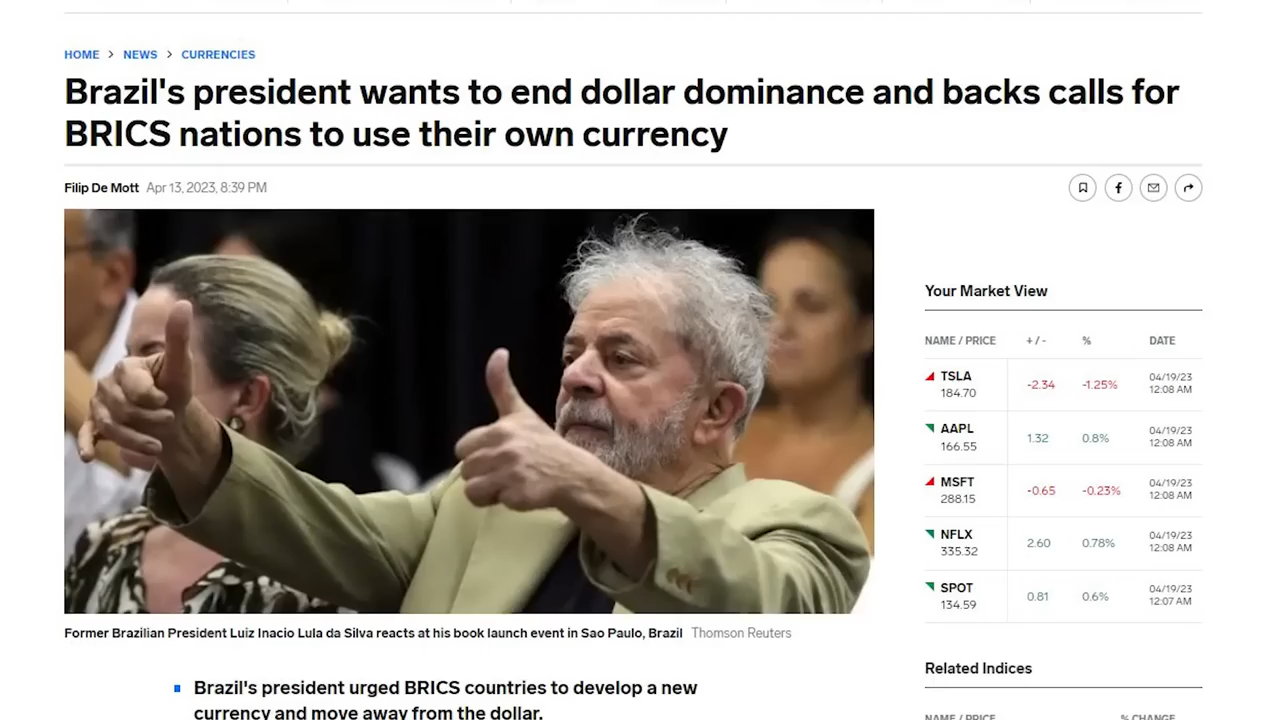 HOME > NEWS > CURRENCIES
Brazil's president wants to end dollar dominance and backs calls for
BRICS nations to use their own currency
Filip De Mott Apr 13, 2023, 8:39 PM
Former Brazilian President Luiz Inacio Lula da Silva reacts at his book launch event in Sao Paulo, Brazil Thomson Reuters
Brazil's president urged BRICS countries to develop a new
currency and move away from the dollar.
Your Market View
NAME / PRICE + / - % DATE
TSLA -2.34 -1.25% 04/19/23
184.70 12:08 AM
AAPL 1.32 0.8% 04/19/23
166.55 12:08 AM
MSFT -0.65 -0.23% 04/19/23
288.15 12:08 AM
NFLX 2.60 0.78% 04/19/23
335.32 12:08 AM
SPOT 0.81 0.6% 04/19/23
134.59 12:07 AM
Related Indices
NAME / PRICE % CHANGE